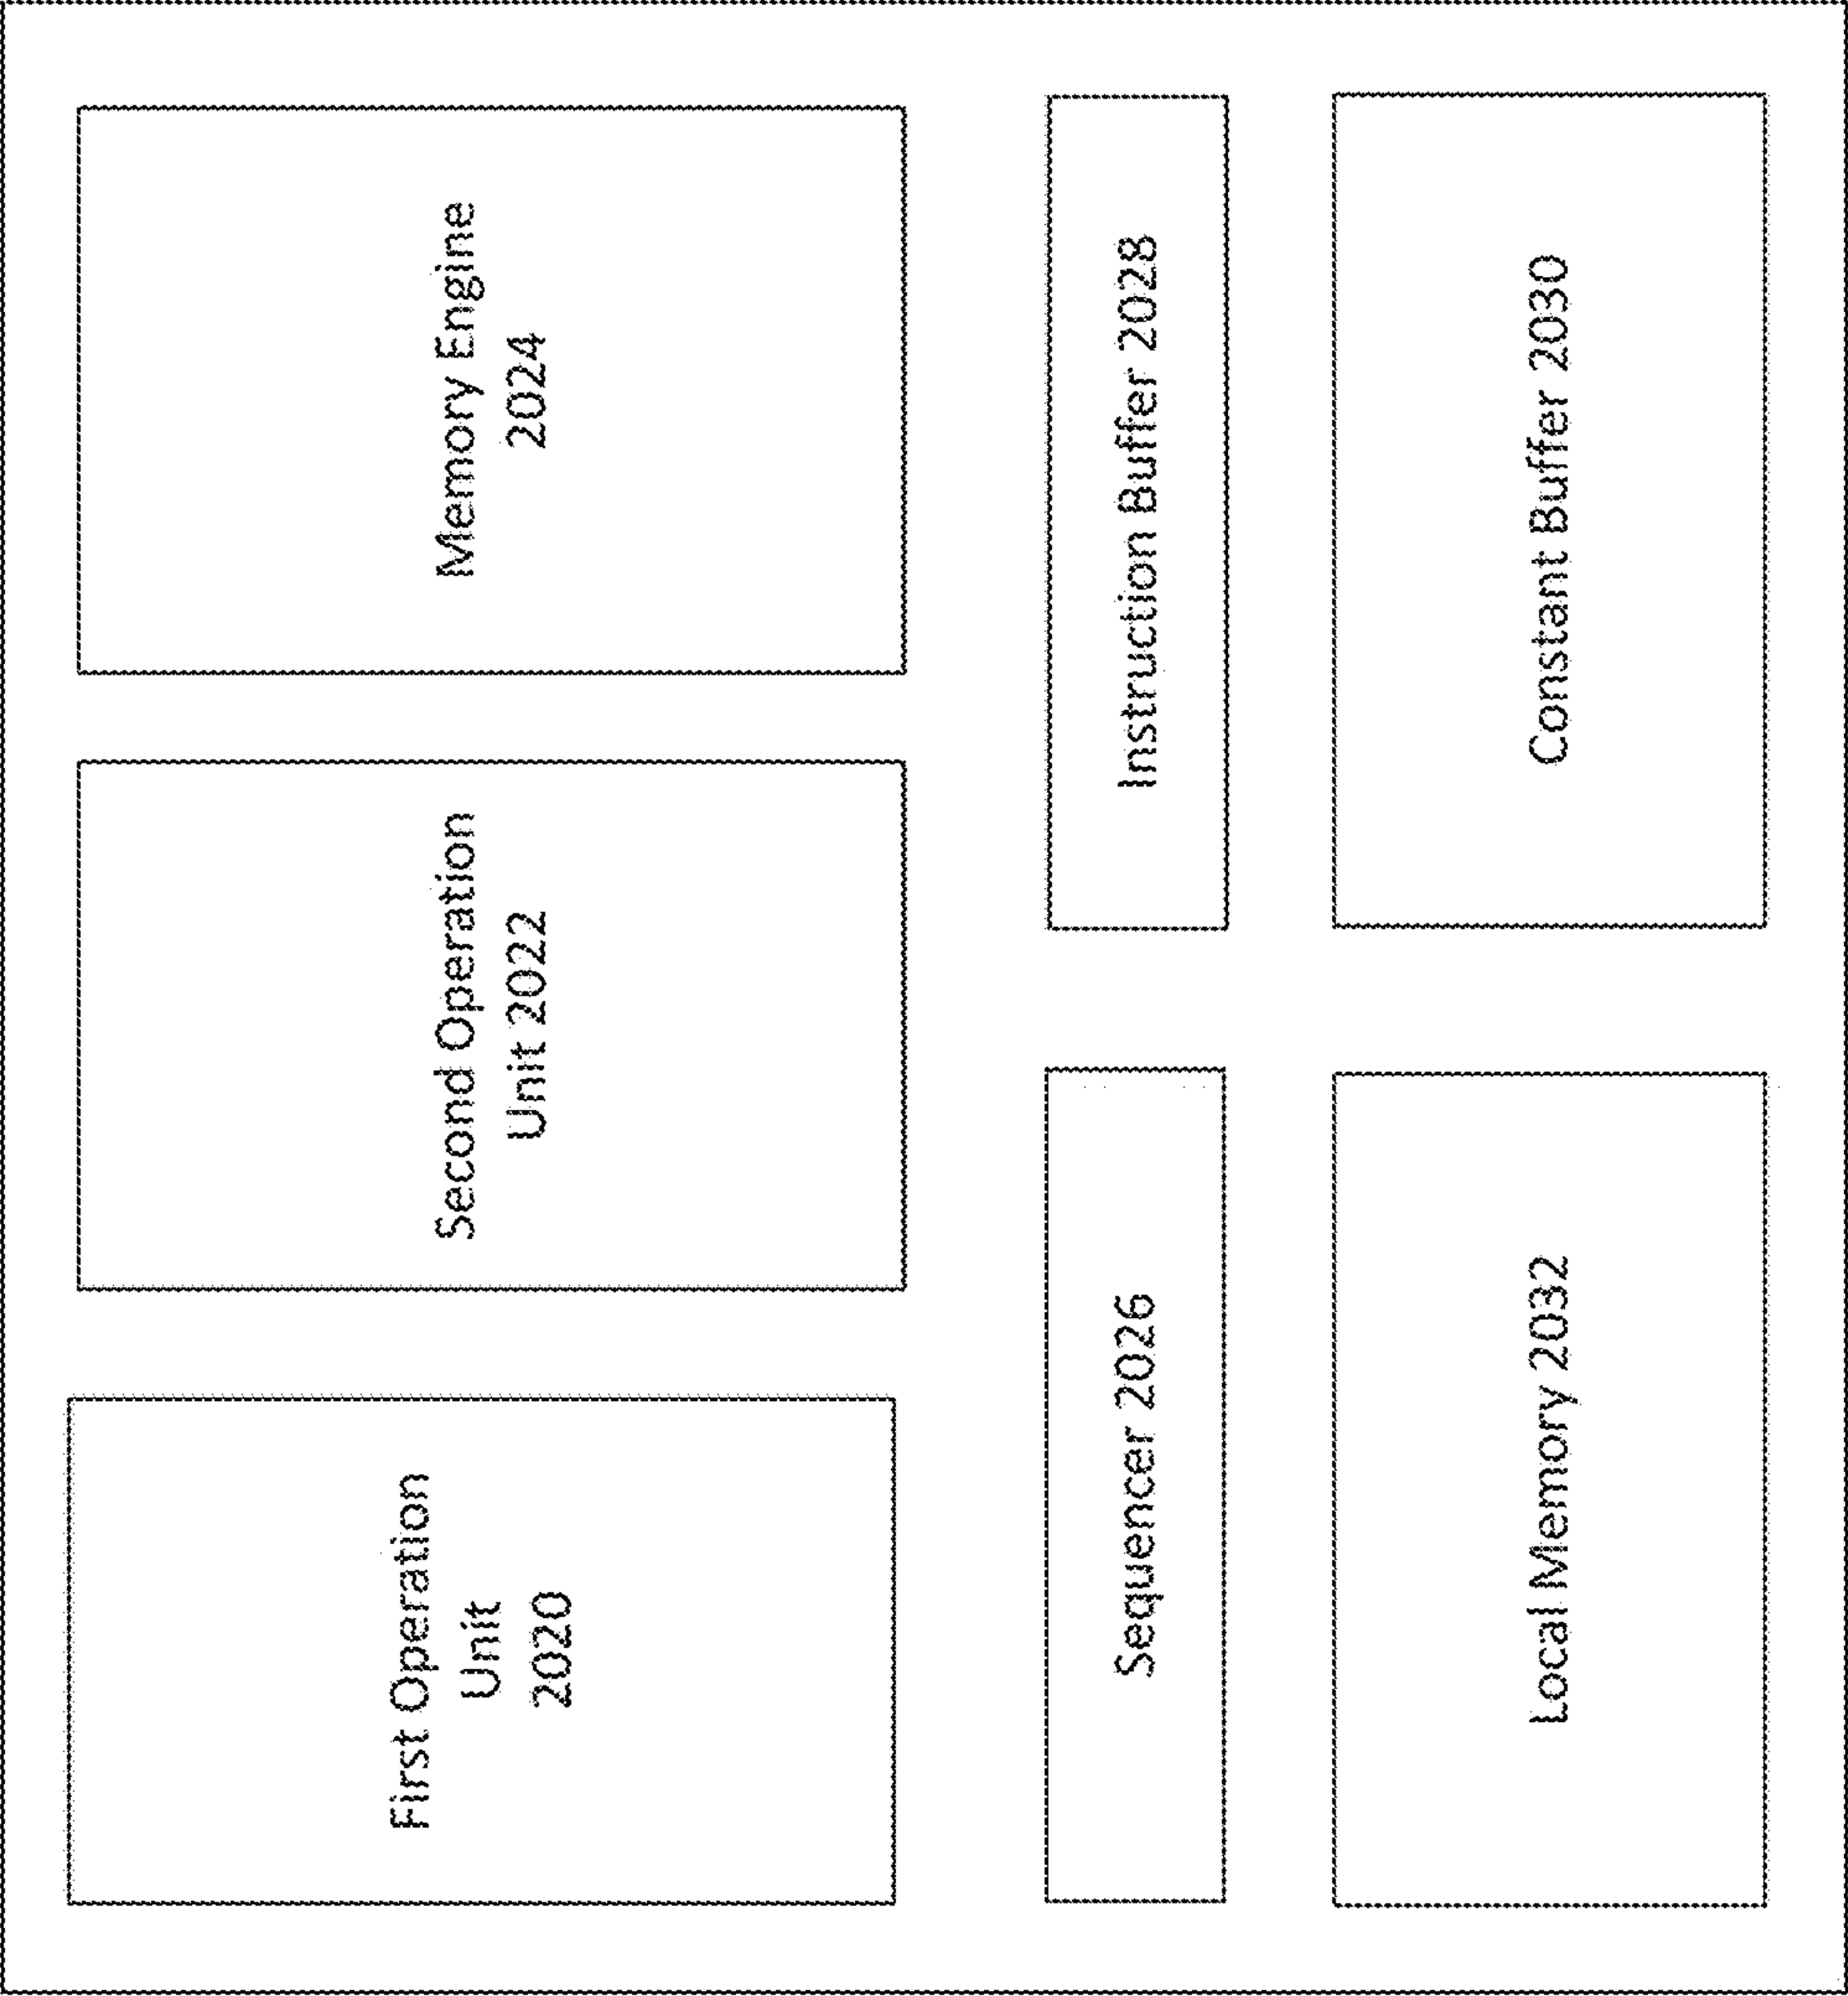 First Operation
Unit
2020
Second Operation
Unit 2022
Memory Engine
2024
Sequencer 2026
Instruction Buffer 2028
Local Memory 2032
Constant Buffer 2030